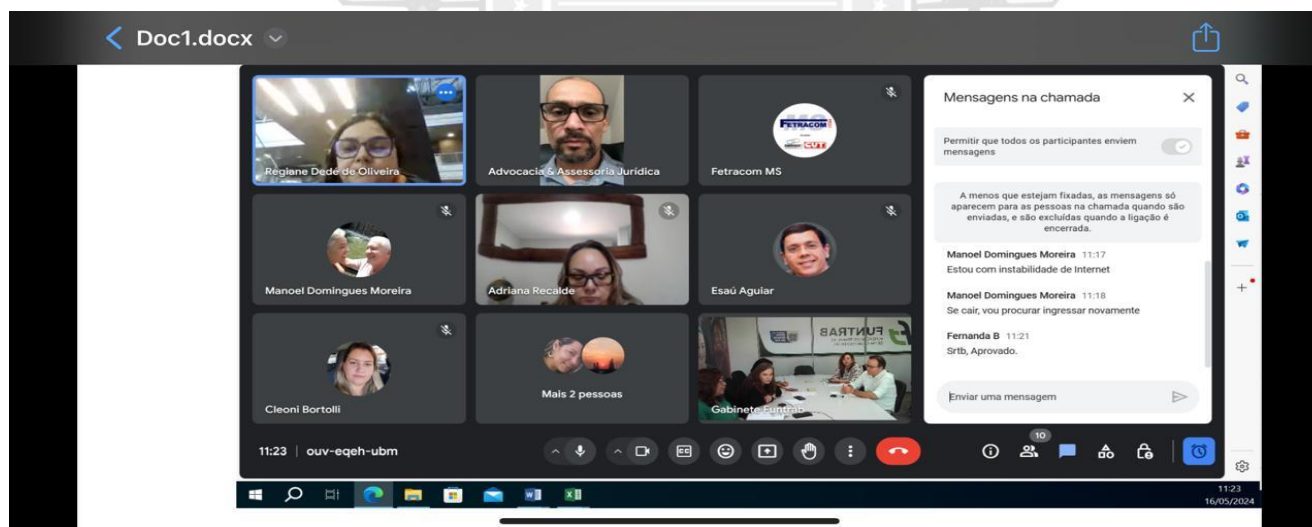 Doc1.docx
Regiane Dedé de Oliveira
Advocacia & Assessoria Jurídica
FETRACOM
CUT
Fetracom MS
Manoel Domingues Moreira
Adriana Recalde
Esaú Aguiar
Cleoni Bortolli
Mais 2 pessoas
FUNTRAB
Gabinete Funtrab
Mensagens na chamada
Permitir que todos os participantes enviem
mensagens
A menos que estejam fixadas, as mensagens só
aparecem para as pessoas na chamada quando são
enviadas, e são excluídas quando a ligação é
encerrada.
Manoel Domingues Moreira 11:17
Estou com instabilidade de Internet
Manoel Domingues Moreira 11:18
Se cair, vou procurar ingressar novamente
Fernanda B 11:21
Srtb, Aprovado.
Enviar uma mensagem
11:23 | ouv-eqeh-ubm
10
11:23
16/05/2024